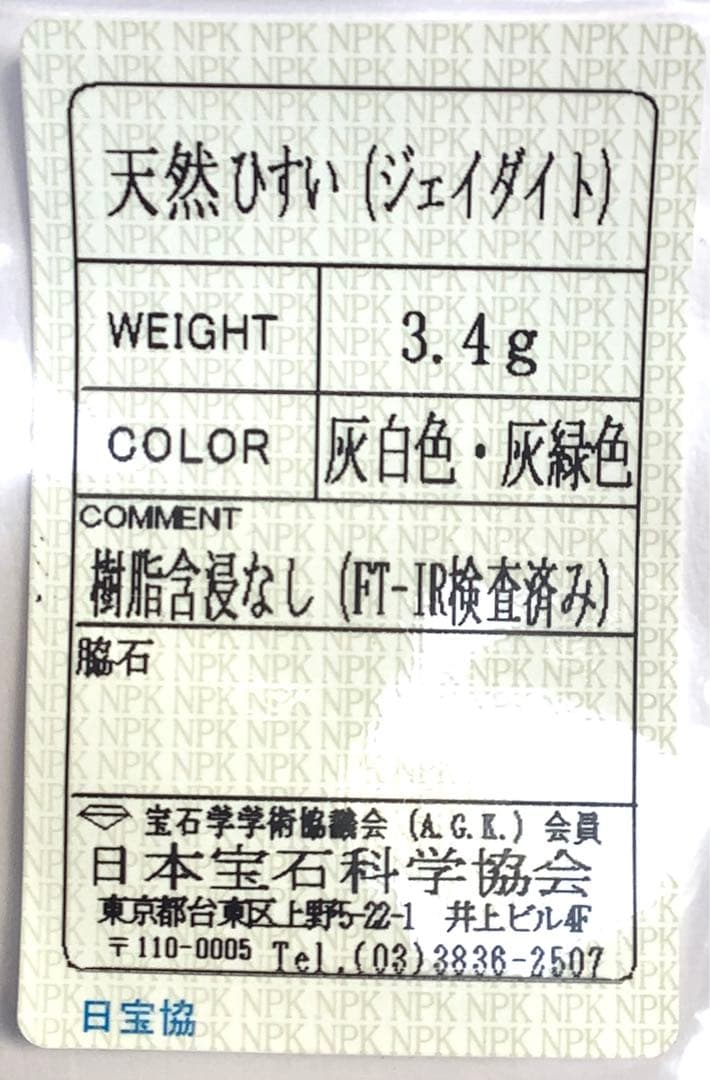 天然ひすい (ジェイダイト)
WEIGHT 3.4g
COLOR 灰白色・灰緑色
COMMENT
樹脂含浸なし (FT-IR検査済み)
脇石
宝石学学術協議会 (A.G.K.) 会員
日本宝石科学協会
東京都台東区上野5-22-1 井上ビル4F
〒110-0005 Tel.(03)3836-2507
日宝協